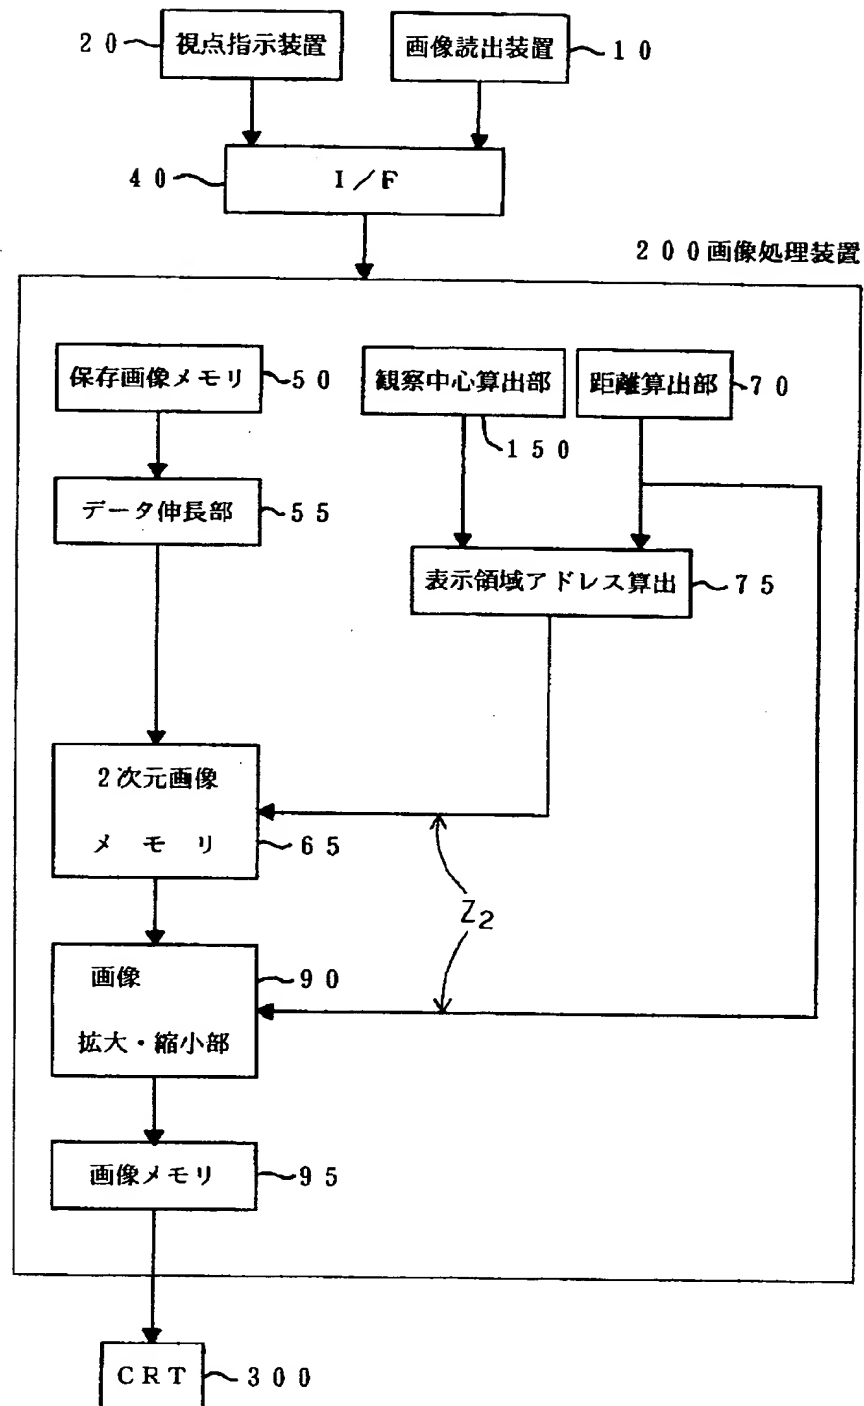 20 視点指示装置
画像読出装置 10
40 I/F
200画像処理装置
保存画像メモリ 50
観察中心算出部
距離算出部 70
150
データ伸長部 55
表示領域アドレス算出 75
2次元画像
メモリ 65
Z2
画像 90
拡大・縮小部
画像メモリ 95
CRT 300